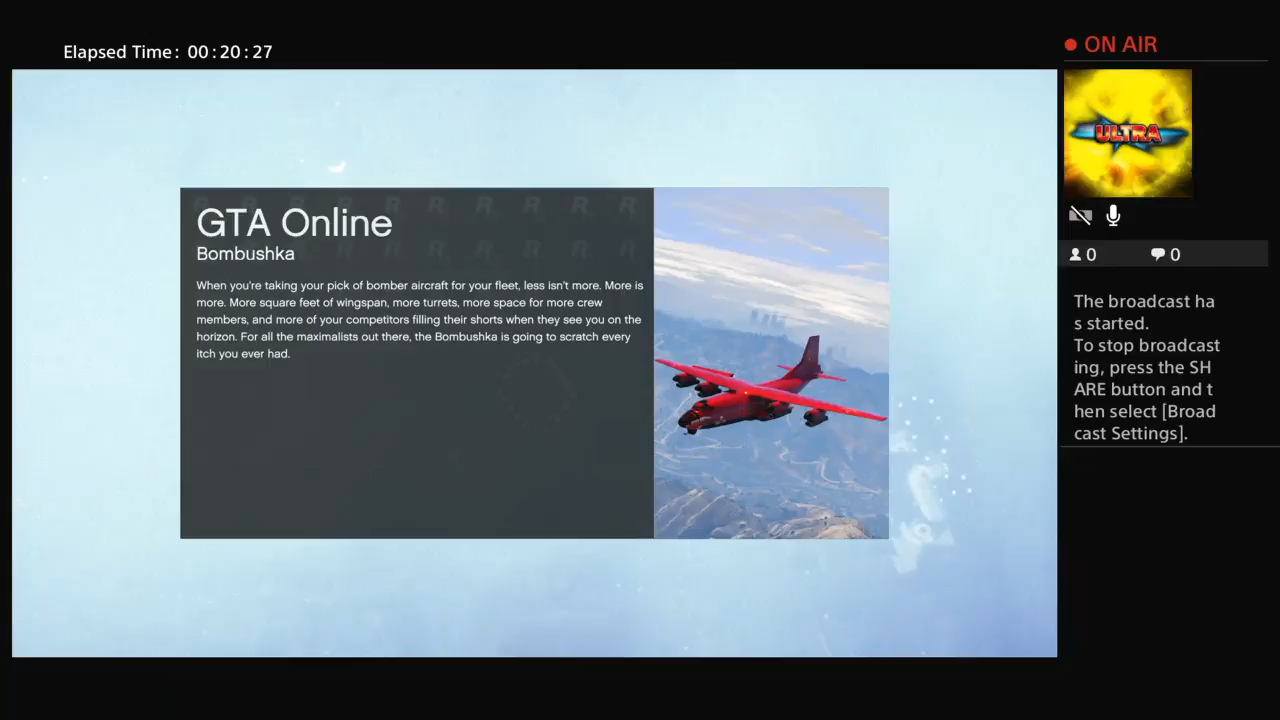 Elapsed Time: 00:20:27
ON AIR
ULTRA
0 0
GTA Online
Bombushka
When you're taking your pick of bomber aircraft for your fleet, less isn't more. More is
more. More square feet of wingspan, more turrets, more space for more crew
members, and more of your competitors filling their shorts when they see you on the
horizon. For all the maximalists out there, the Bombushka is going to scratch every
itch you ever had.
The broadcast ha
s started.
To stop broadcast
ing, press the SH
ARE button and t
hen select [Broad
cast Settings].